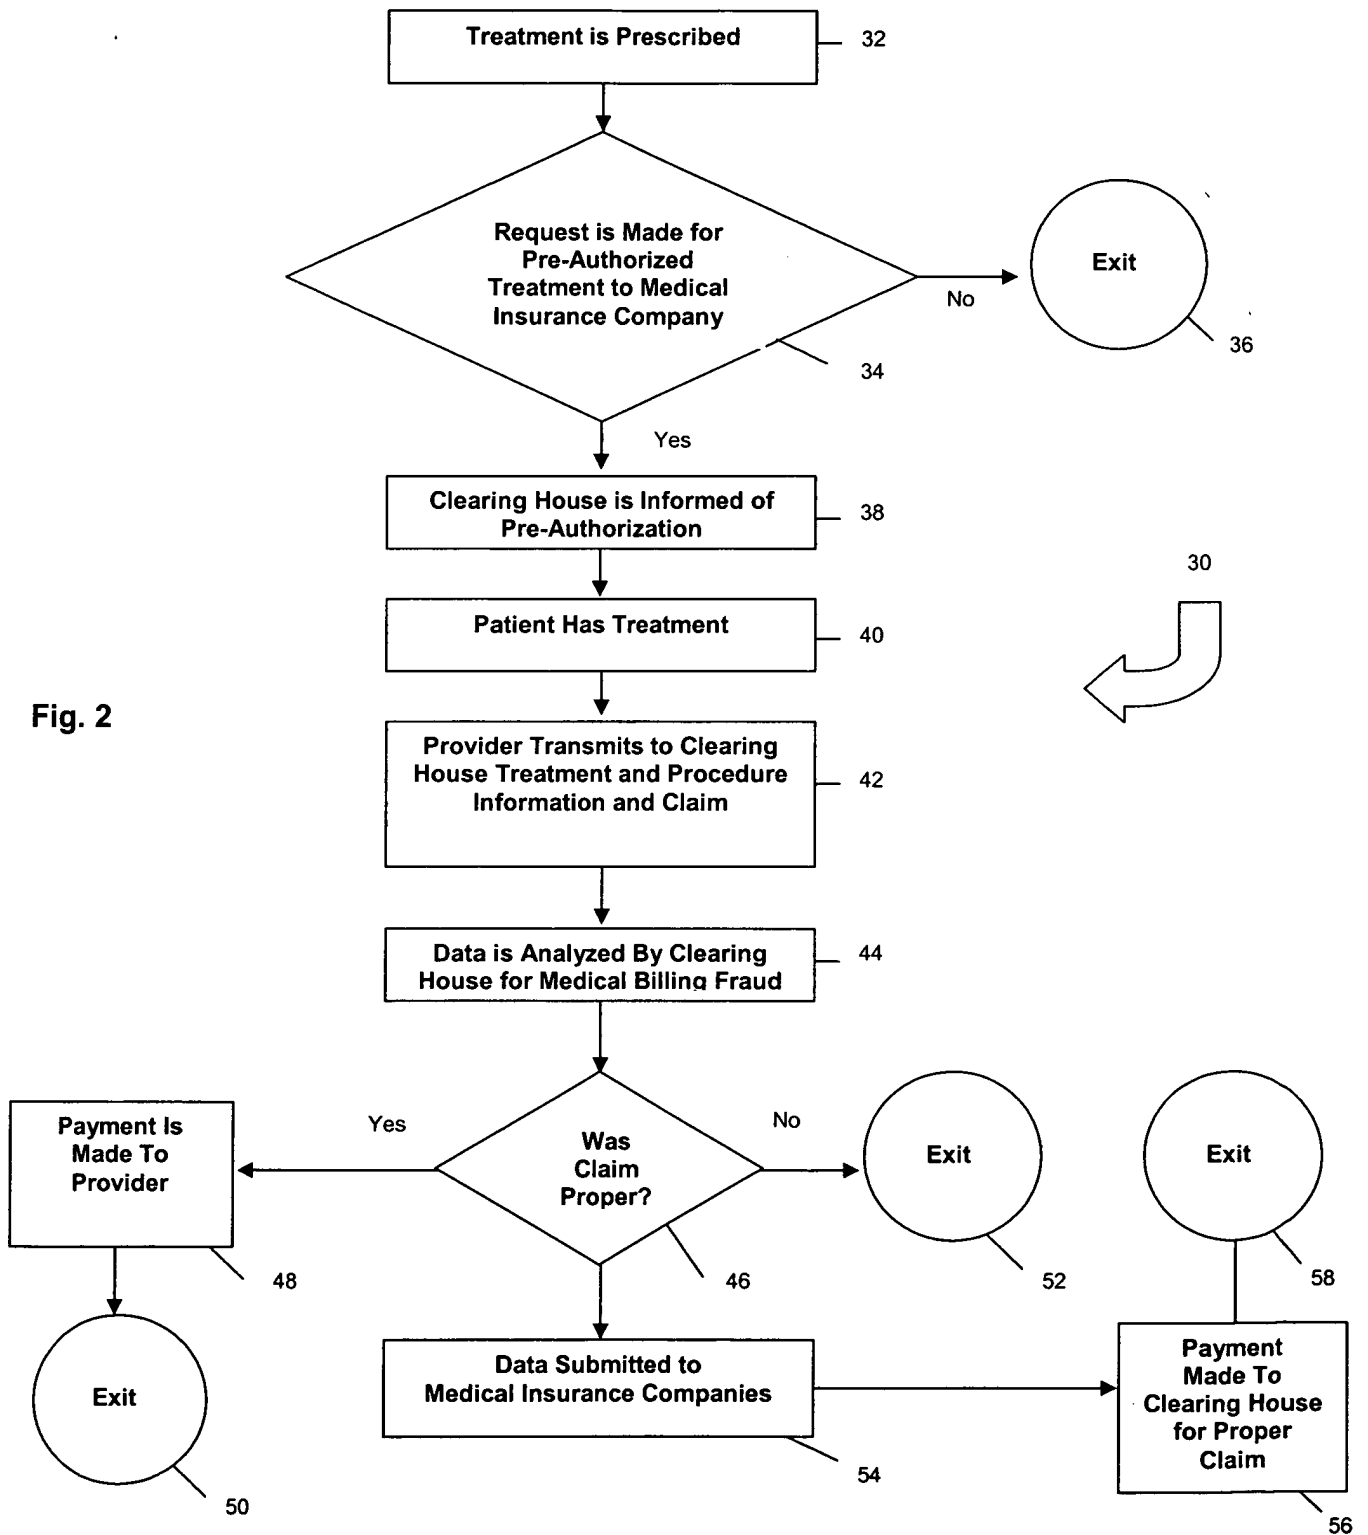 Treatment is Prescribed
32
Request is Made for
Pre-Authorized
Treatment to Medical
Insurance Company
34
No
Exit
36
Yes
Clearing House is Informed of
Pre-Authorization
38
30
Patient Has Treatment
40
Fig. 2
Provider Transmits to Clearing
House Treatment and Procedure
Information and Claim
42
Data is Analyzed By Clearing
House for Medical Billing Fraud
44
Payment Is
Made To
Provider
48
Yes
Was
Claim
Proper?
46
No
Exit
52
Exit
58
Exit
50
Data Submitted to
Medical Insurance Companies
54
Payment
Made To
Clearing House
for Proper
Claim
56